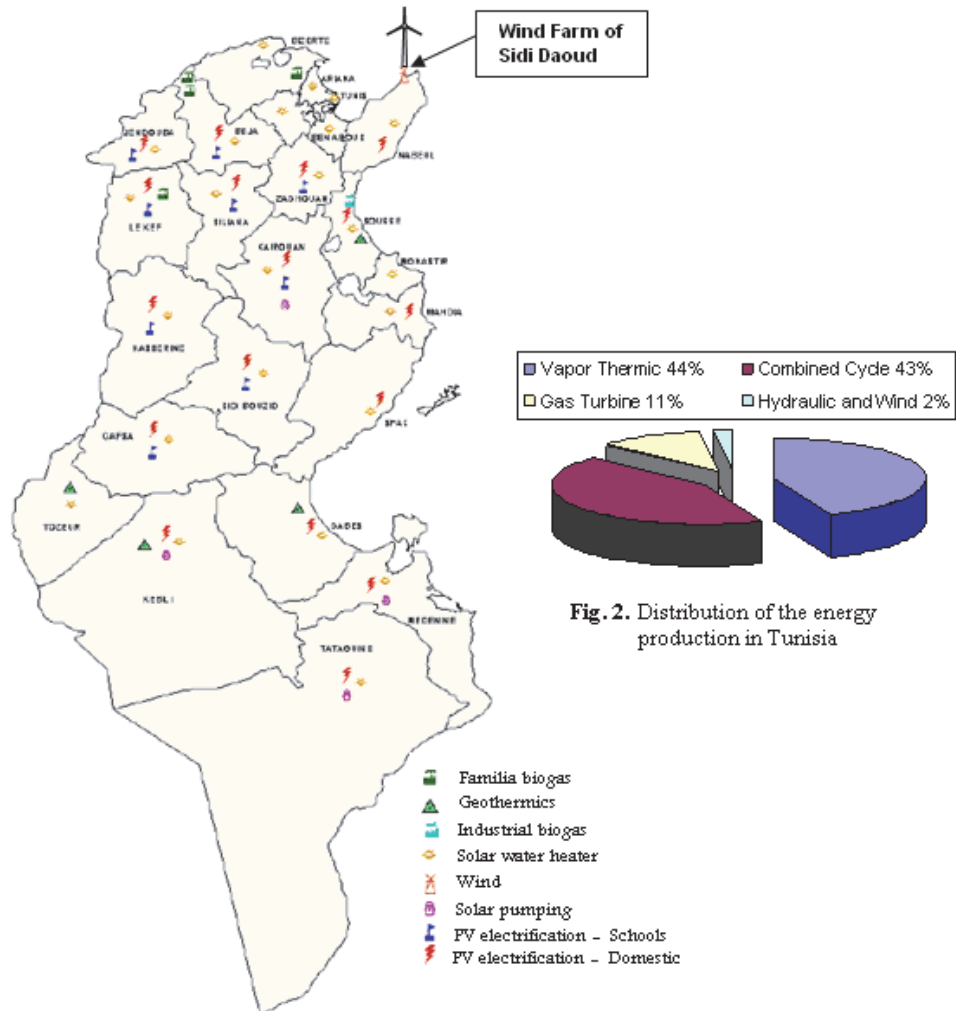 Wind Farm of
Sidi Daoud
BIZERTE
ARIANA
TUNIS
JENDOUBA
BEJA
BENAROUS
NABEUL
ZAGHOUAN
LE KEF
SILIANA
SOUSSE
KAIROUAN
MONASTIR
MAHDIA
KASSERINE
SIDI BOUZID
SFAX
GAFSA
Vapor Thermic 44%
Combined Cycle 43%
Gas Turbine 11%
Hydraulic and Wind 2%
TOZEUR
GABES
KEBILI
Fig. 2. Distribution of the energy
production in Tunisia
MEDENINE
TATAOUINE
Familia biogas
Geothermics
Industrial biogas
Solar water heater
Wind
Solar pumping
PV electrification – Schools
PV electrification – Domestic